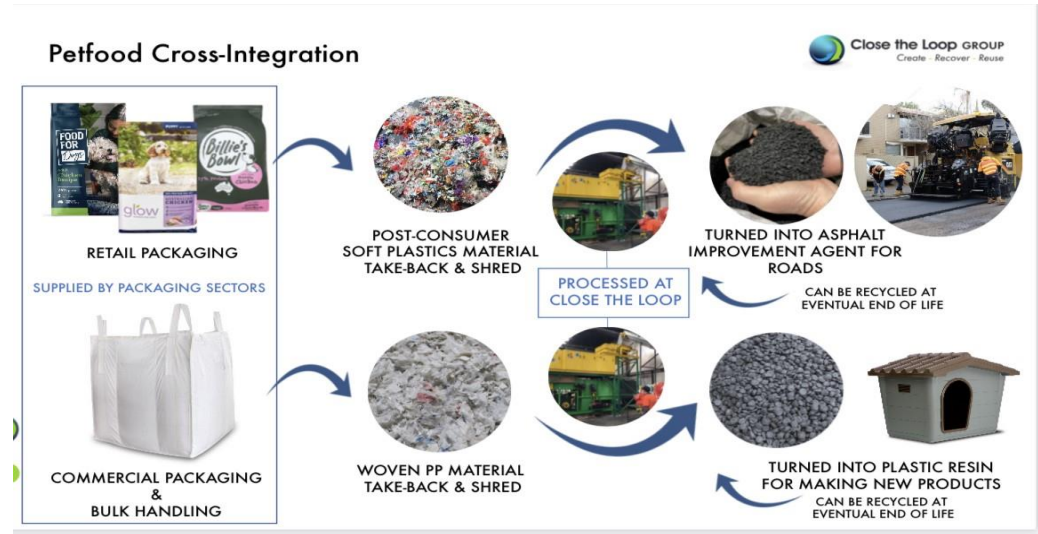 Petfood Cross-Integration
Close the Loop GROUP
Create - Recover - Reuse
FOOD
FOR
Dogs
glow
Billie's
Bowl
RETAIL PACKAGING
SUPPLIED BY PACKAGING SECTORS
COMMERCIAL PACKAGING
&
BULK HANDLING
POST-CONSUMER
SOFT PLASTICS MATERIAL
TAKE-BACK & SHRED
WOVEN PP MATERIAL
TAKE-BACK & SHRED
PROCESSED AT
CLOSE THE LOOP
TURNED INTO ASPHALT
IMPROVEMENT AGENT FOR
ROADS
CAN BE RECYCLED AT
EVENTUAL END OF LIFE
TURNED INTO PLASTIC RESIN
FOR MAKING NEW PRODUCTS
CAN BE RECYCLED AT
EVENTUAL END OF LIFE